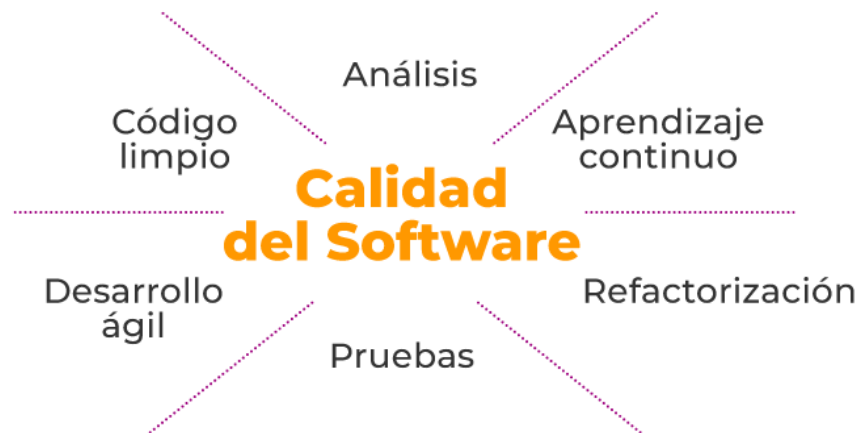 Análisis
Código
limpio
Aprendizaje
continuo
Calidad
del Software
Desarrollo
ágil
Refactorización
Pruebas